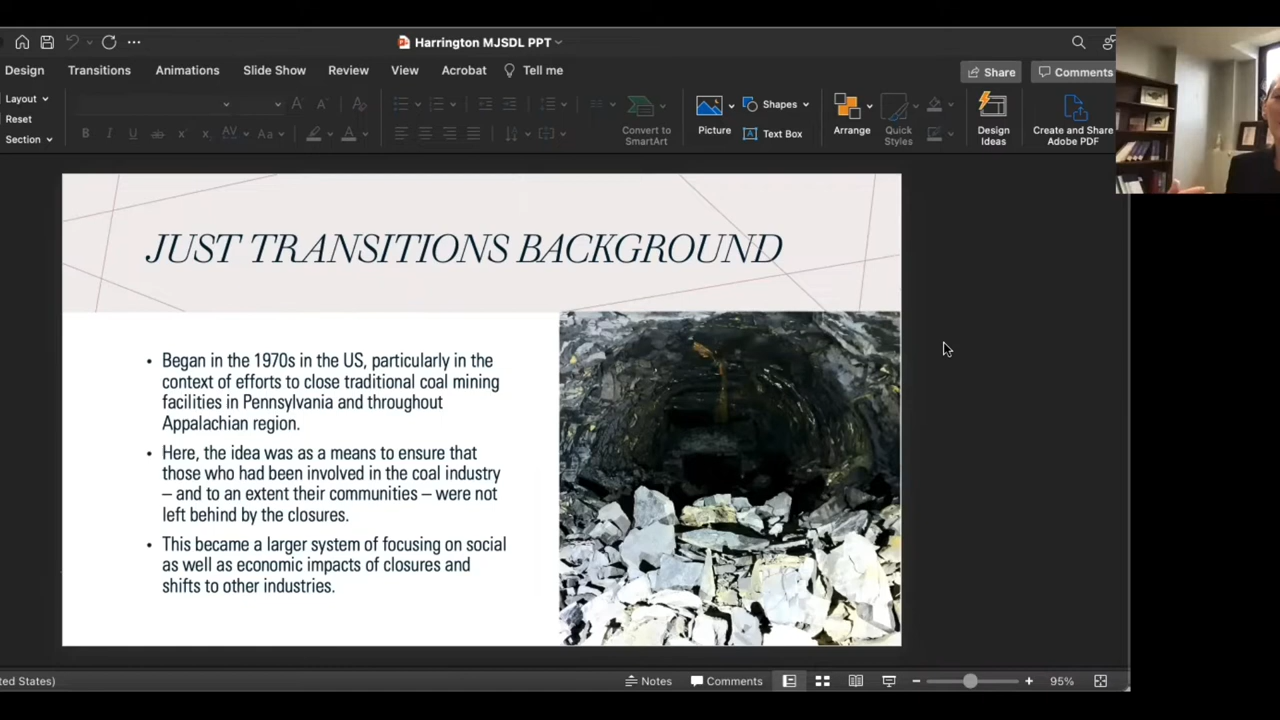 Harrington MJSDL PPT
Design Transitions Animations Slide Show Review View Acrobat Tell me Share Comments
Layout
Reset
Section
Convert to
SmartArt
Picture
Shapes
Text Box
Arrange
Quick
Styles
Design
Ideas
Create and Share
Adobe PDF
JUST TRANSITIONS BACKGROUND
• Began in the 1970s in the US, particularly in the
context of efforts to close traditional coal mining
facilities in Pennsylvania and throughout
Appalachian region.
• Here, the idea was as a means to ensure that
those who had been involved in the coal industry
– and to an extent their communities – were not
left behind by the closures.
• This became a larger system of focusing on social
as well as economic impacts of closures and
shifts to other industries.
ted States) Notes Comments 95%